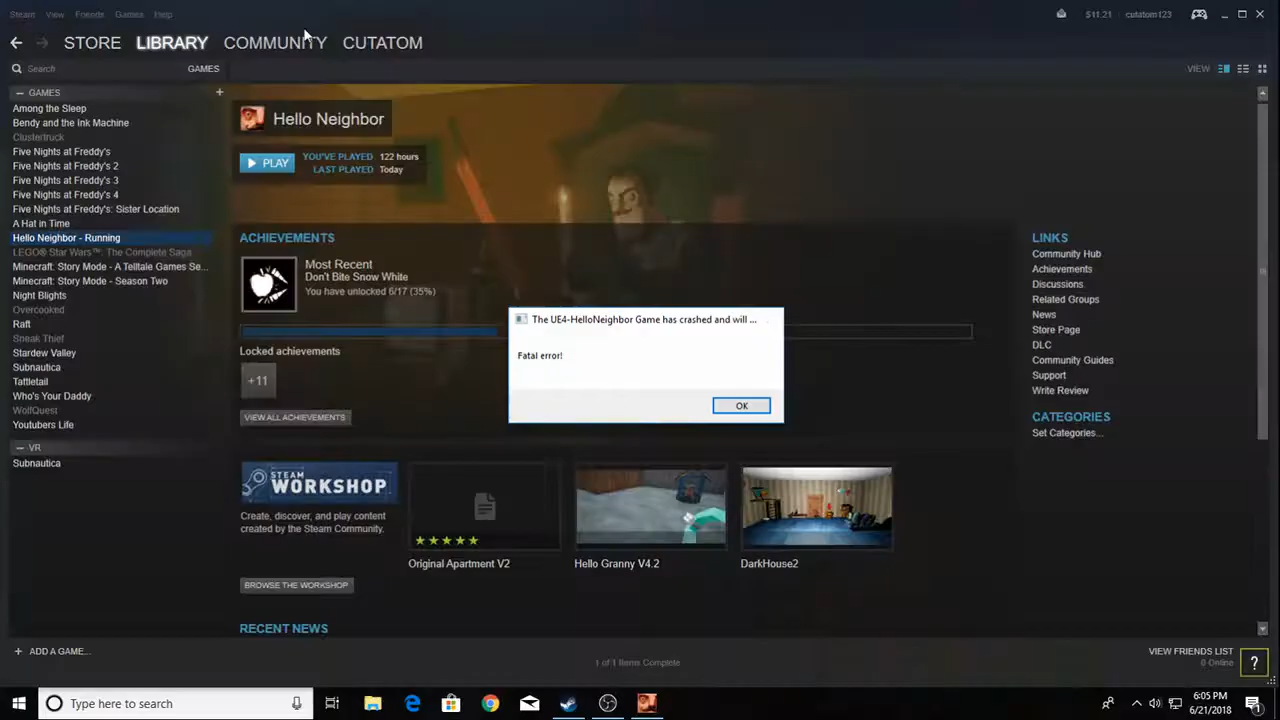 Steam View Friends Games Help
$11.21 cutatom123
STORE LIBRARY COMMUNITY CUTATOM
Search GAMES
VIEW
GAMES
Among the Sleep
Bendy and the Ink Machine
Clustertruck
Five Nights at Freddy's
Five Nights at Freddy's 2
Five Nights at Freddy's 3
Five Nights at Freddy's 4
Five Nights at Freddy's: Sister Location
A Hat in Time
Hello Neighbor - Running
LEGO® Star Wars™: The Complete Saga
Minecraft: Story Mode - A Telltale Games Se...
Minecraft: Story Mode - Season Two
Night Blights
Overcooked
Raft
Sneak Thief
Stardew Valley
Subnautica
Tattletail
Who's Your Daddy
WolfQuest
Youtubers Life
VR
Subnautica
Hello Neighbor
PLAY
YOU'VE PLAYED 122 hours
LAST PLAYED Today
ACHIEVEMENTS
Most Recent
Don't Bite Snow White
You have unlocked 6/17 (35%)
Locked achievements
+11
VIEW ALL ACHIEVEMENTS
The UE4-HelloNeighbor Game has crashed and will ...
Fatal error!
OK
STEAM
WORKSHOP
Create, discover, and play content
created by the Steam Community.
BROWSE THE WORKSHOP
Original Apartment V2
Hello Granny V4.2
DarkHouse2
RECENT NEWS
LINKS
Community Hub
Achievements
Discussions
Related Groups
News
Store Page
DLC
Community Guides
Support
Write Review
CATEGORIES
Set Categories...
+ ADD A GAME...
1 of 1 Items Complete
VIEW FRIENDS LIST
0 Online
?
Type here to search
6:05 PM
6/21/2018
1